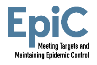 EpiC
Meeting Targets and
Maintaining Epidemic Control